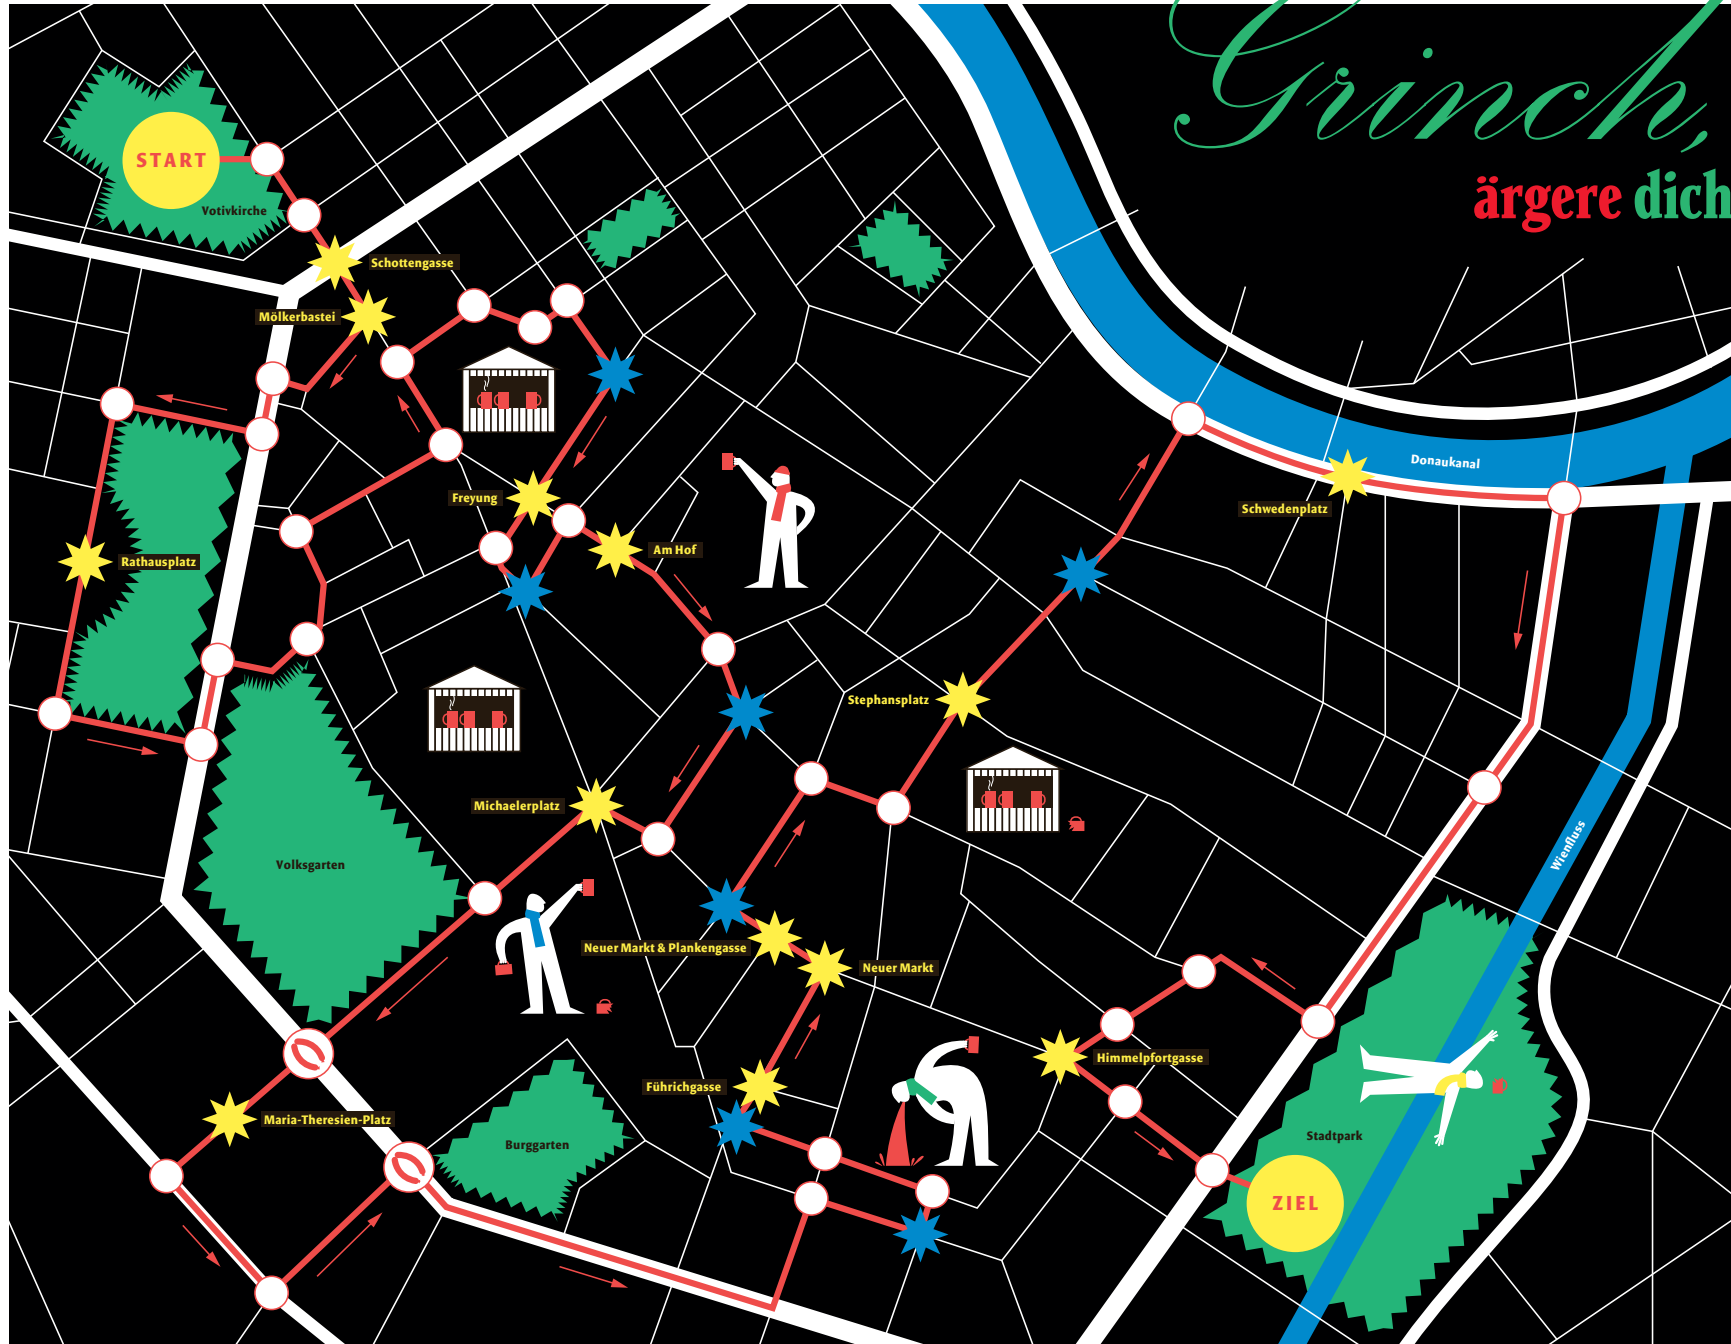 Grinch,
ärgere dich
START
Votivkirche
Schottengasse
Mölkerbastei
Freyung
Am Hof
Rathausplatz
Donaukanal
Schwedenplatz
Stephansplatz
Michaelerplatz
Volksgarten
Wienfluss
Neuer Markt & Plankengasse
Neuer Markt
Himmelpfortgasse
Führichgasse
Maria-Theresien-Platz
Burggarten
Stadtpark
ZIEL